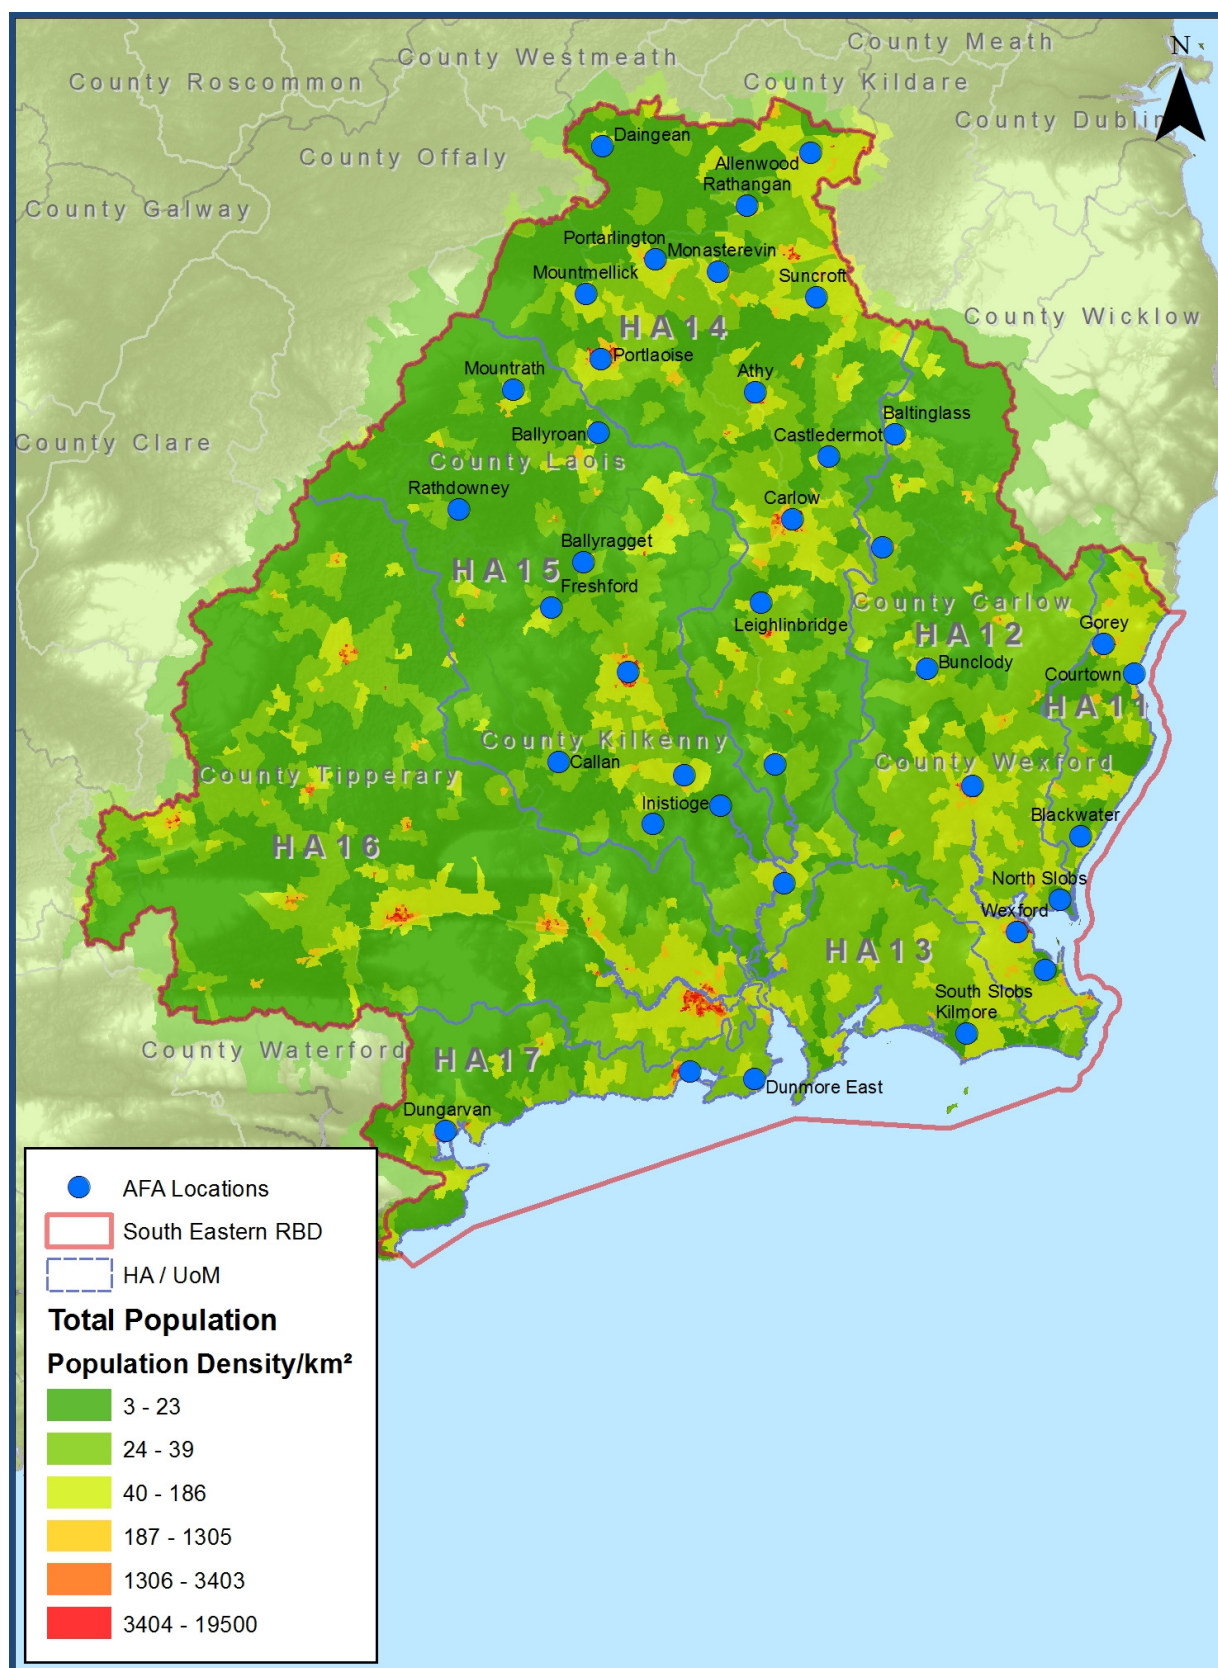 N
County Meath
County Westmeath
County Roscommon
County Kildare
County Dublin
Daingean
County Offaly
Allenwood
Rathangan
County Galway
Portarlington
Monasterevin
Mountmellick
Suncroft
County Wicklow
HA14
Portlaoise
Mountrath
Athy
Baltinglass
Ballyroan
Castledermot
County Clare
County Laois
Rathdowney
Carlow
Ballyragget
HA15
Freshford
County Carlow
Leighlinbridge
Gorey
HA12
Bunclody
Courtown
HA11
County Kilkenny
Callan
County Wexford
County Tipperary
Inistioge
Blackwater
HA16
North Slobs
Wexford
HA13
South Slobs
Kilmore
County Waterford
HA17
Dunmore East
Dungarvan
AFA Locations
South Eastern RBD
HA / UoM
Total Population
Population Density/km²
3 - 23
24 - 39
40 - 186
187 - 1305
1306 - 3403
3404 - 19500